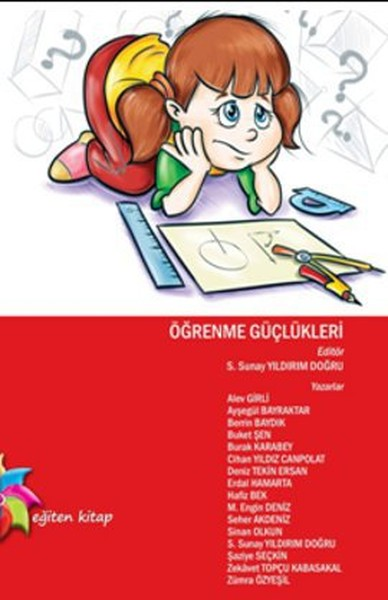 ÖĞRENME GÜÇLÜKLERİ
Editör
S. Sunay YILDIRIM DOĞRU
Yazarlar
Alev GİRLİ
Ayşegül BAYRAKTAR
Berrin BAYDIK
Buket ŞEN
Burak KARABEY
Cihan YILDIZ CANPOLAT
Deniz TEKİN ERSAN
Erdal HAMARTA
Hafiz BEK
M. Engin DENİZ
Seher AKDENİZ
Sinan OLKUN
S. Sunay YILDIRIM DOĞRU
Şaziye SEÇKİN
Zekâvet TOPÇU KABASAKAL
Zümra ÖZYEŞİL
eğiten kitap